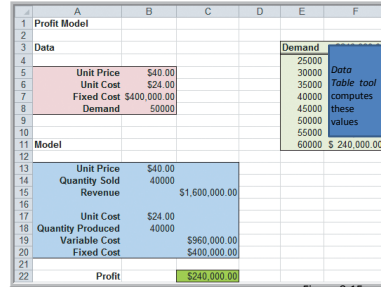 A B C D E F
1 Profit Model
2
3 Data Demand
4 25000
5 Unit Price $40.00 30000 Data
6 Unit Cost $24.00 35000 Table tool
7 Fixed Cost $400,000.00 40000 computes
8 Demand 50000 45000 these
9 50000 values
10 55000
11 Model 60000 $ 240,000.00
12
13 Unit Price $40.00
14 Quantity Sold 40000
15 Revenue $1,600,000.00
16
17 Unit Cost $24.00
18 Quantity Produced 40000
19 Variable Cost $960,000.00
20 Fixed Cost $400,000.00
21
22 Profit $240,000.00